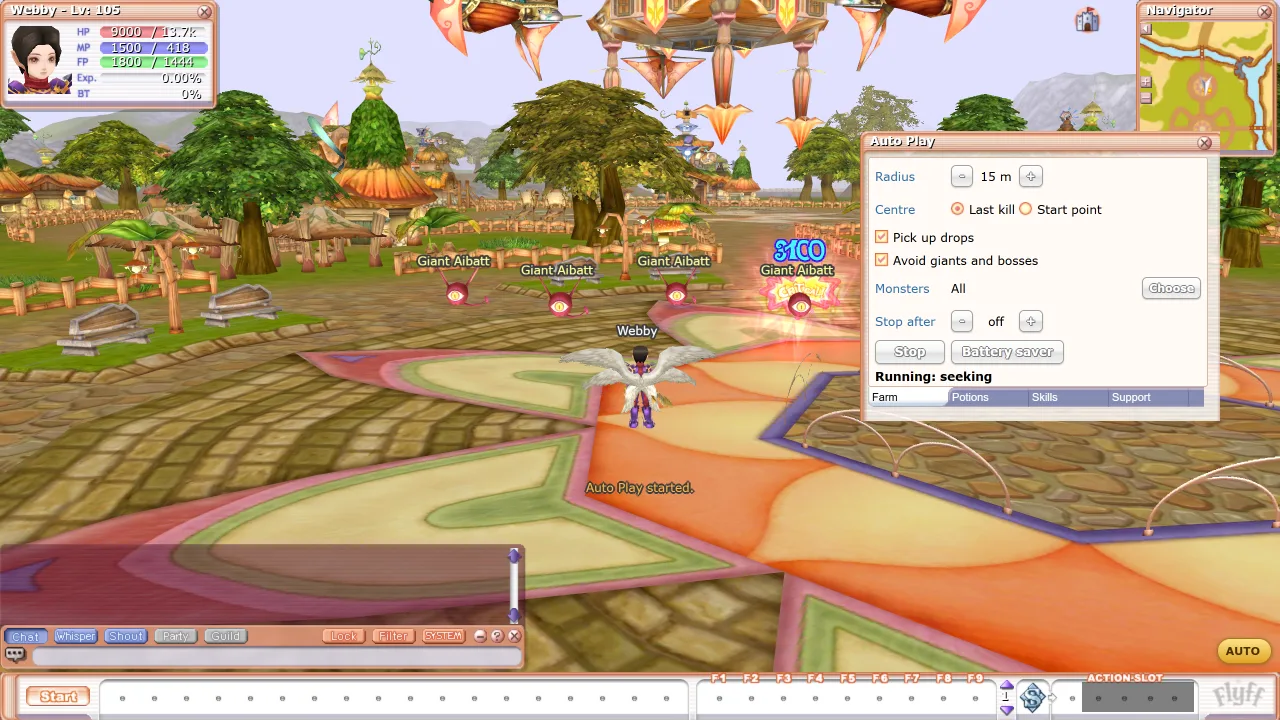 Webby - Lv: 105
HP 9000 / 13.7k
MP 1500 / 418
FP 1800 / 1444
Exp. 0.00%
BT 0%
Navigator
Auto Play
Radius - 15 m +
Centre Last kill Start point
Pick up drops
Avoid giants and bosses
Monsters All Choose
Stop after - off +
Stop Battery saver
Running: seeking
Farm Potions Skills Support
3100
Giant Aibatt
Giant Aibatt
Giant Aibatt
Giant Aibatt
Critical
Webby
Auto Play started.
Chat Whisper Shout Party Guild Lock Filter SYSTEM
AUTO
Start
F1 F2 F3 F4 F5 F6 F7 F8 F9
1
ACTION-SLOT
Flyff